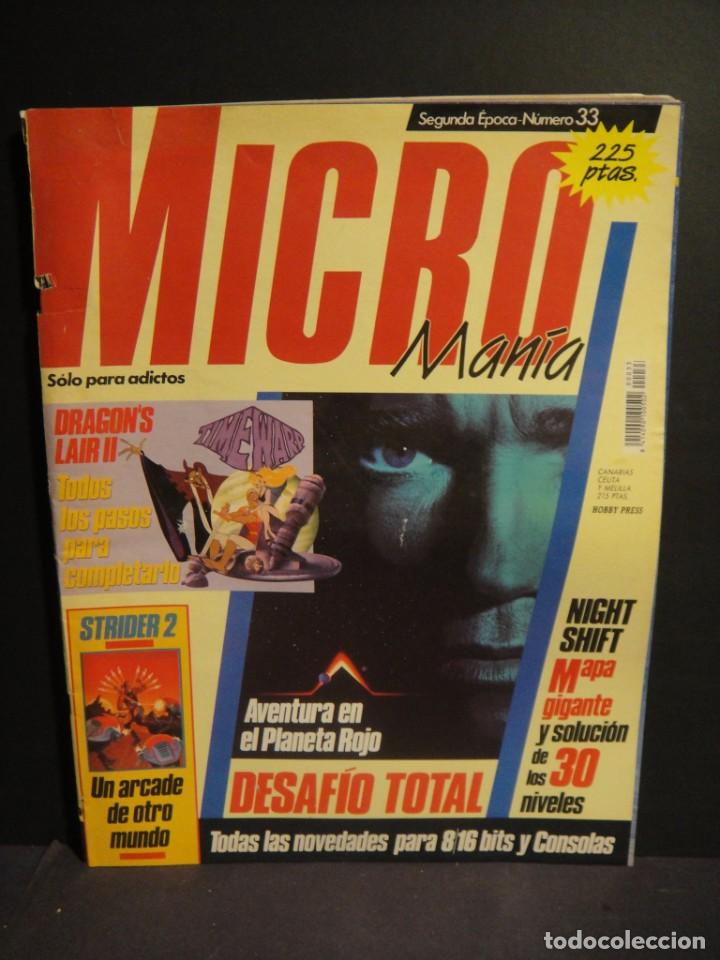 Segunda Época-Número 33
225
ptas.
MICRO
Manía
Sólo para adictos
DRAGON'S
LAIR II
Todos
los pasos
para
completarlo
TIMEWARP
CANARIAS
CEUTA
Y MELILLA
215 PTAS.
HOBBY PRESS
STRIDER 2
Un arcade
de otro
mundo
Aventura en
el Planeta Rojo
DESAFÍO TOTAL
NIGHT
SHIFT
Mapa
gigante
y solución
de
los 30
niveles
Todas las novedades para 8/16 bits y Consolas
todocoleccion